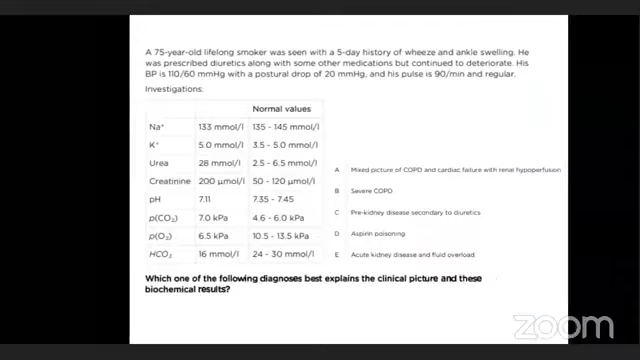 A 75-year-old lifelong smoker was seen with a 5-day history of wheeze and ankle swelling. He
was prescribed diuretics along with some other medications but continued to deteriorate. His
BP is 110/60 mmHg with a postural drop of 20 mmHg, and his pulse is 90/min and regular.
Investigations:
Normal values
Na⁺ 133 mmol/l 135 - 145 mmol/l
K⁺ 5.0 mmol/l 3.5 - 5.0 mmol/l
Urea 28 mmol/l 2.5 - 6.5 mmol/l
Creatinine 200 μmol/l 50 - 120 μmol/l
pH 7.11 7.35 - 7.45
p(CO₂) 7.0 kPa 4.6 - 6.0 kPa
p(O₂) 6.5 kPa 10.5 - 13.5 kPa
HCO₃ 16 mmol/l 24 - 30 mmol/l
A Mixed picture of COPD and cardiac failure with renal hypoperfusion
B Severe COPD
C Pre-kidney disease secondary to diuretics
D Aspirin poisoning
E Acute kidney disease and fluid overload
Which one of the following diagnoses best explains the clinical picture and these
biochemical results?
zoom